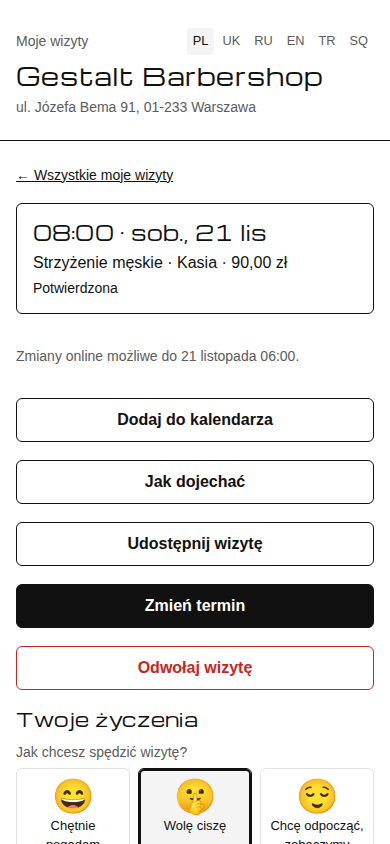 Moje wizyty
PL UK RU EN TR SQ
Gestalt Barbershop
ul. Józefa Bema 91, 01-233 Warszawa
← Wszystkie moje wizyty
08:00 · sob., 21 lis
Strzyżenie męskie · Kasia · 90,00 zł
Potwierdzona
Zmiany online możliwe do 21 listopada 06:00.
Dodaj do kalendarza
Jak dojechać
Udostępnij wizytę
Zmień termin
Odwołaj wizytę
Twoje życzenia
Jak chcesz spędzić wizytę?
Chętnie
pogadam
Wolę ciszę
Chcę odpocząć,
zobaczymy